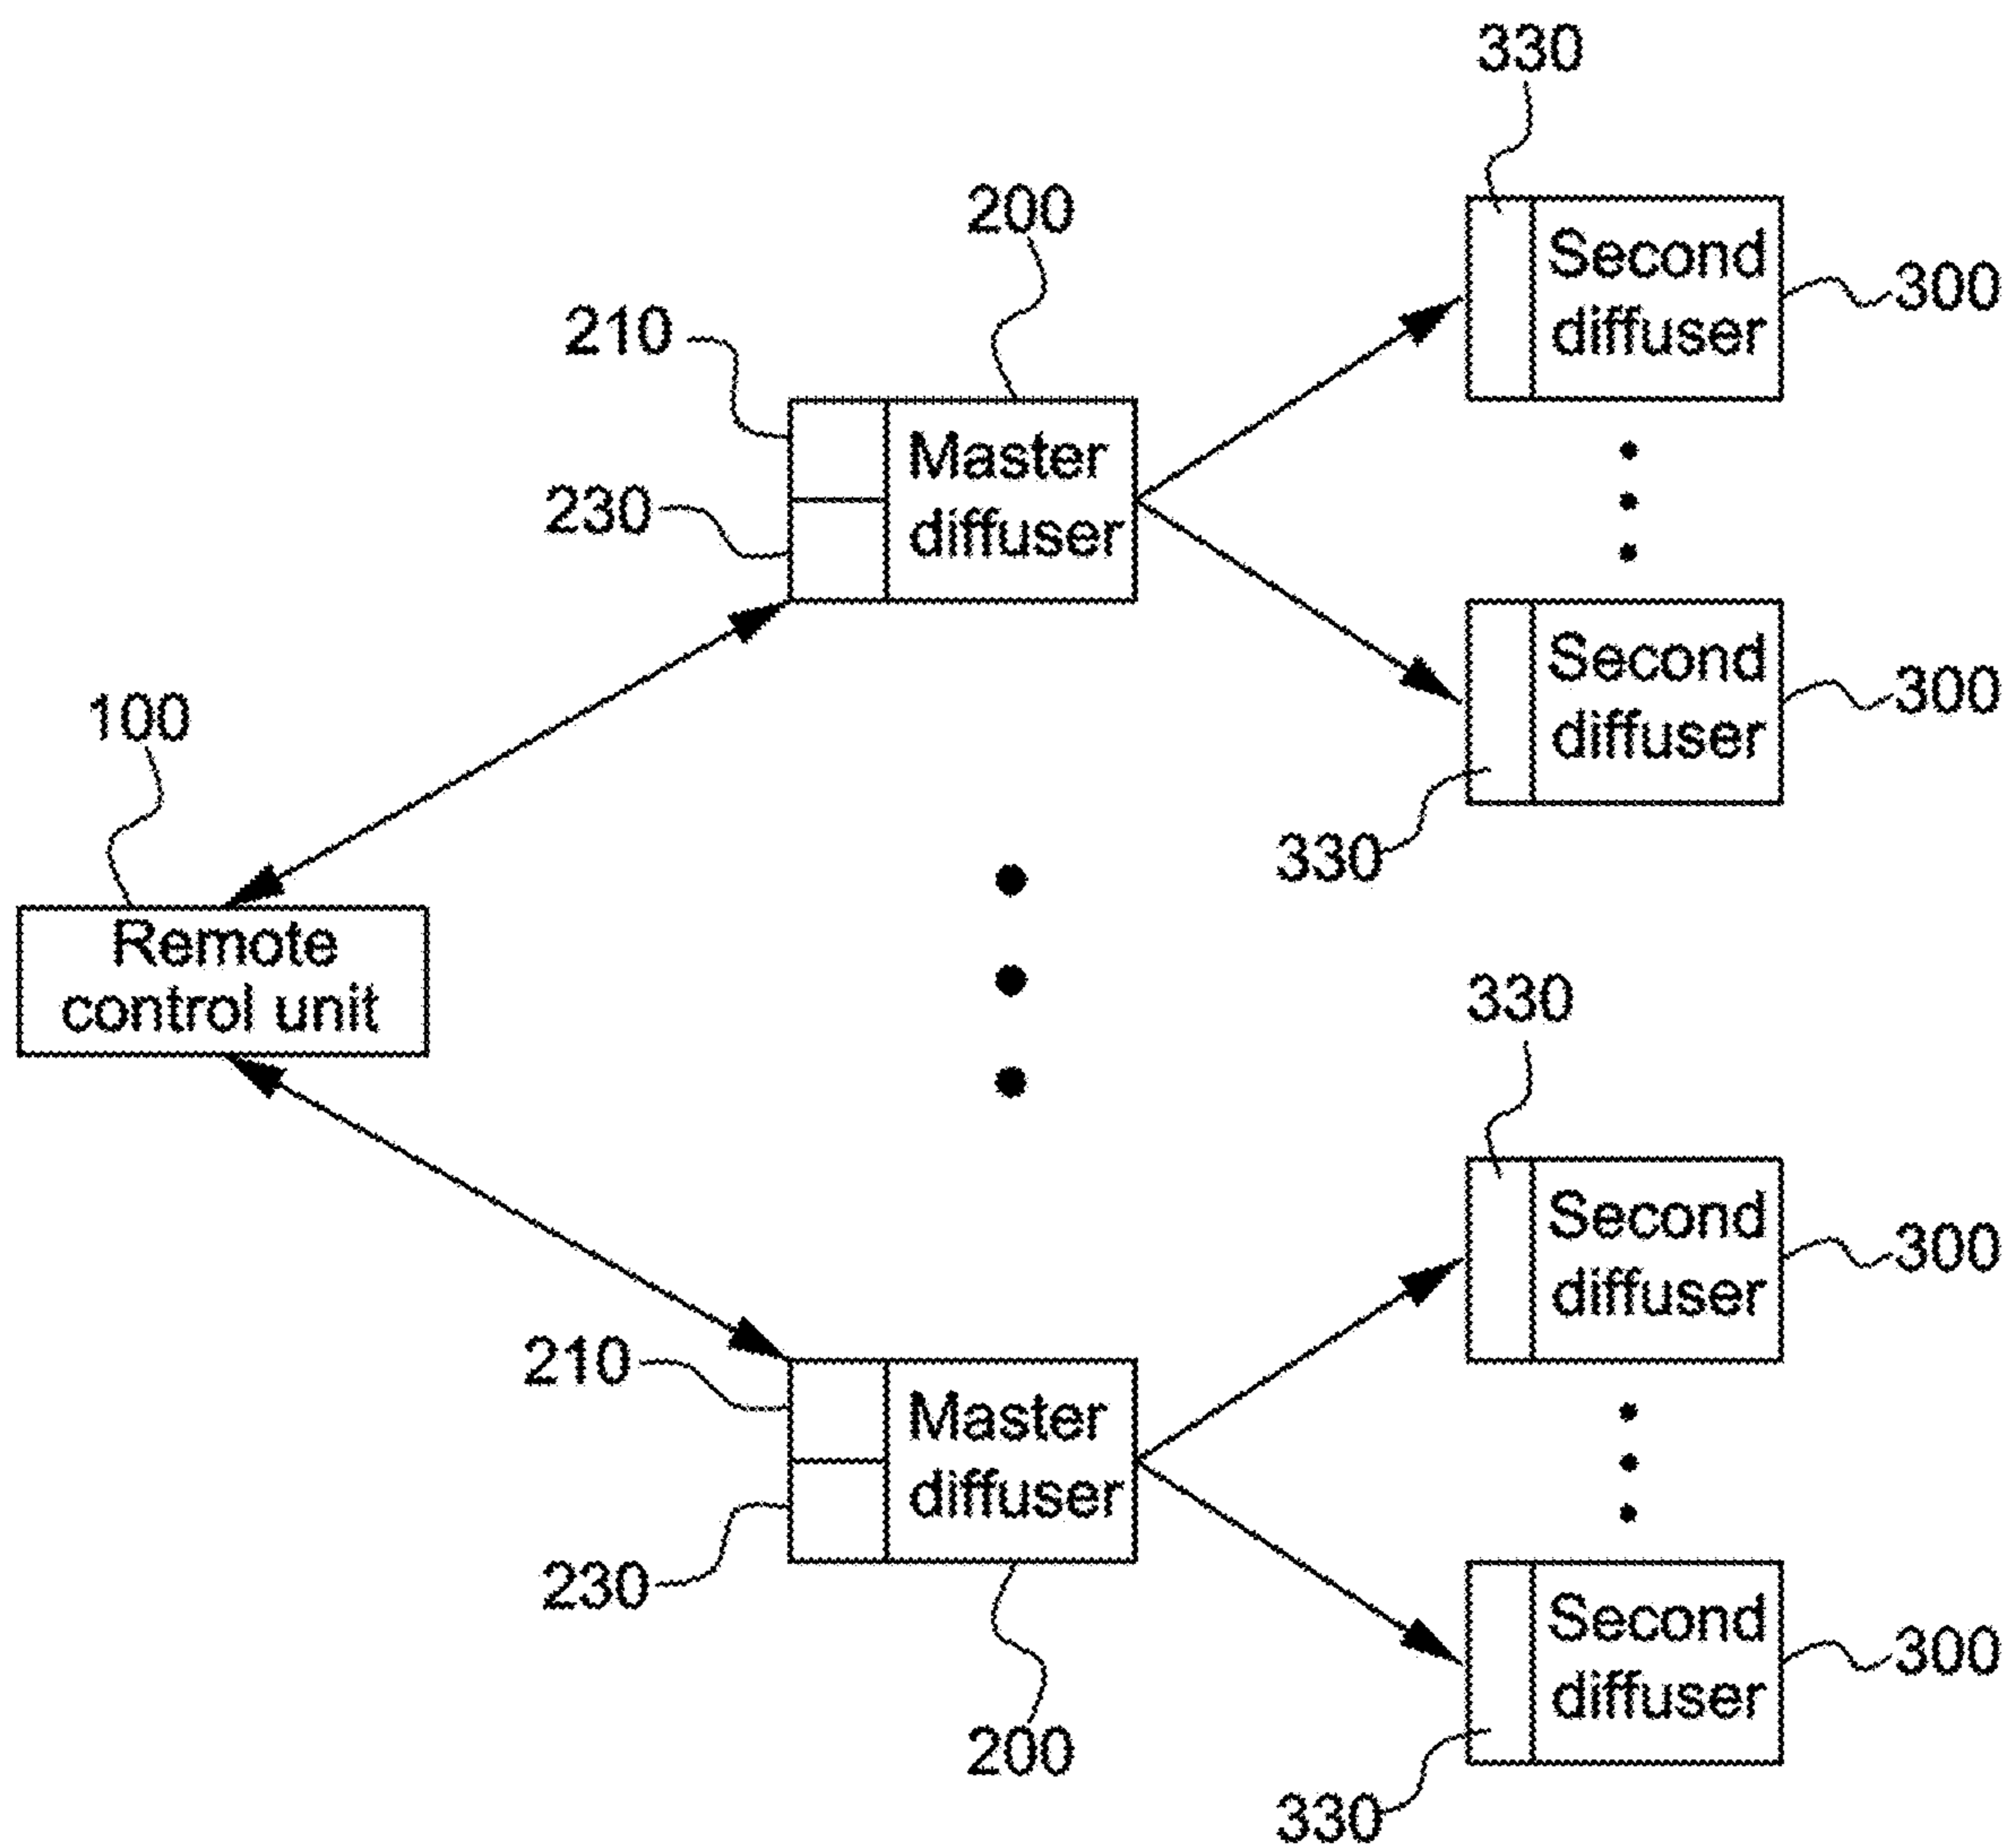 330
200
Second
diffuser
300
210
Master
diffuser
230
Second
diffuser
300
100
330
Remote
control unit
330
Second
diffuser
300
210
Master
diffuser
230
Second
diffuser
300
200
330